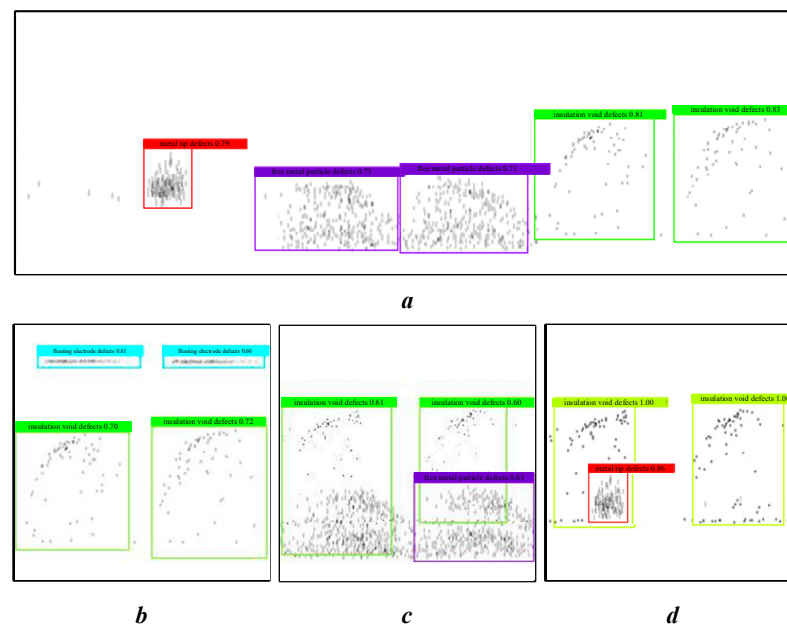 insulation void defects 0.83
insulation void defects 0.81
metal tip defects 0.79
free metal particle defects 0.73
free metal particle defects 0.71
a
floating electrode defects 0.61
floating electrode defects 0.60
insulation void defects 0.70
insulation void defects 0.72
b
insulation void defects 0.61
insulation void defects 0.60
free metal particle defects 0.83
c
insulation void defects 1.00
insulation void defects 1.00
metal tip defects 0.86
d